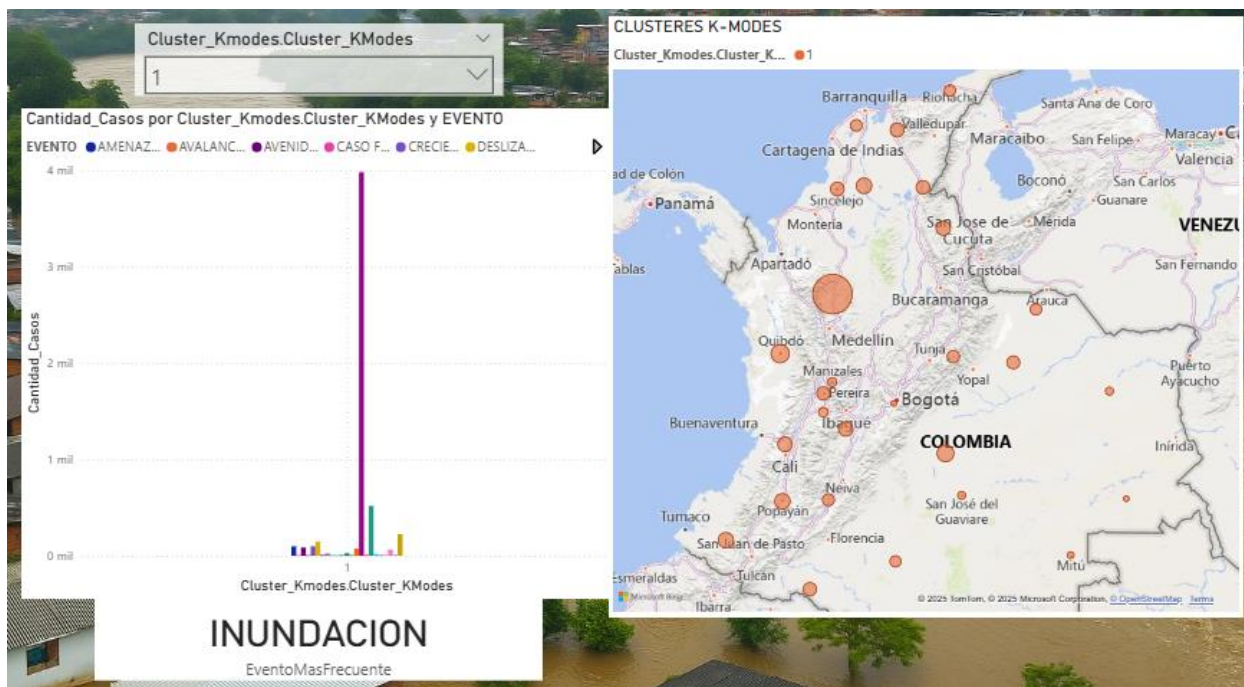 Cluster_Kmodes.Cluster_KModes
1
Cantidad_Casos por Cluster_Kmodes.Cluster_KModes y EVENTO
EVENTO AMENAZ... AVALANC... AVENID... CASO F... CRECIE... DESLIZA...
4 mil
3 mil
2 mil
1 mil
0 mil
Cantidad_Casos
1
Cluster_Kmodes.Cluster_KModes
INUNDACION
EventoMasFrecuente
CLUSTERES K-MODES
Cluster_Kmodes.Cluster_K... 1
Barranquilla
Riohacha
Santa Ana de Coro
Valledupar
Maracaibo
San Felipe
Maracay
Ca
Cartagena de Indias
Valencia
ad de Colón
Boconó
San Carlos
Guanare
Panamá
Sincelejo
Montería
San Jose de
Cucuta
Mérida
VENEZU
ablas
Apartadó
San Cristóbal
San Fernando
Bucaramanga
Arauca
Medellín
Quibdó
Tunja
Puerto
Ayacucho
Manizales
Yopal
Pereira
Bogotá
Buenaventura
Ibagué
COLOMBIA
Inírida
Cali
Neiva
San José del
Guaviare
Popayán
Tumaco
Florencia
San Juan de Pasto
Mitú
Esmeraldas
Tulcán
Ibarra
Microsoft Bing
© 2025 TomTom, © 2025 Microsoft Corporation, © OpenStreetMap Terms